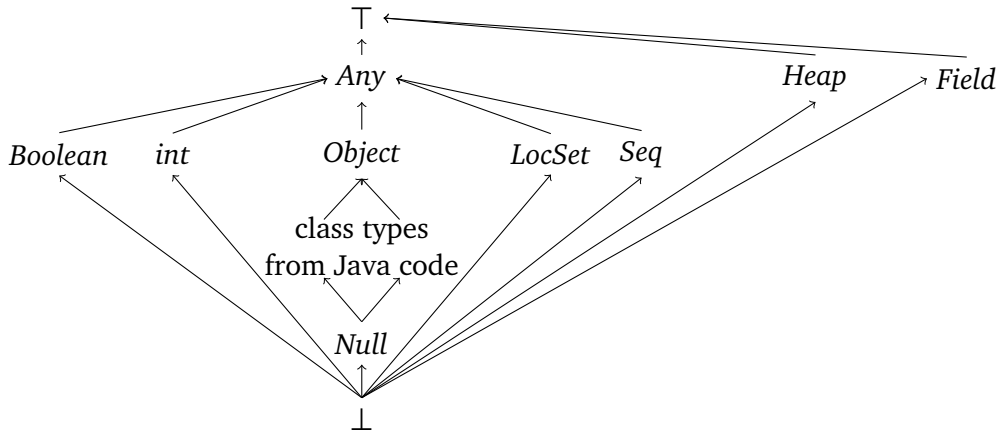 ⊤
Any
Heap
Field
Boolean
int
Object
LocSet
Seq
class types
from Java code
Null
⊥